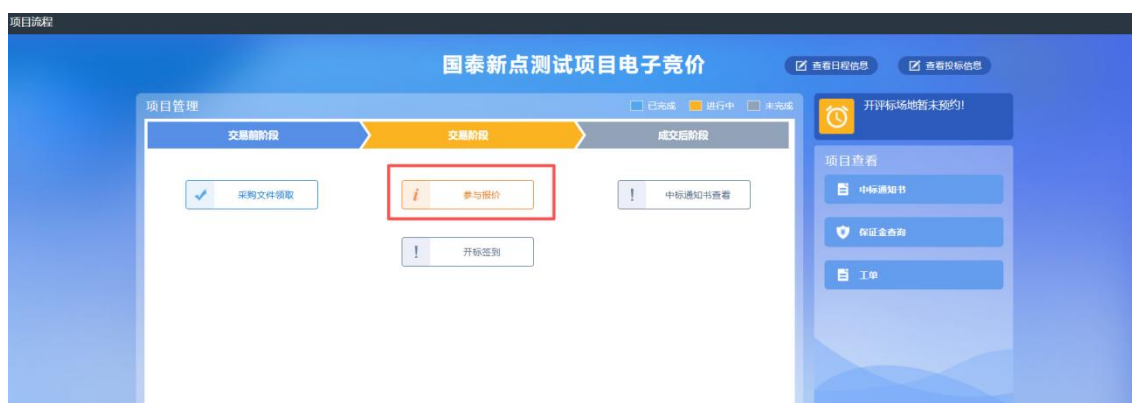 项目流程
国泰新点测试项目电子竞价
查看日程信息
查看投标信息
项目管理
已完成
进行中
未完成
交易前阶段
交易阶段
成交后阶段
采购文件领取
参与报价
中标通知书查看
开标签到
开评标场地暂未预约!
项目查看
中标通知书
保证金查询
工单